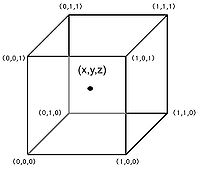 (0,1,1) (1,1,1)
(0,0,1) (1,0,1)
(x,y,z)
(0,1,0) (1,1,0)
(0,0,0) (1,0,0)